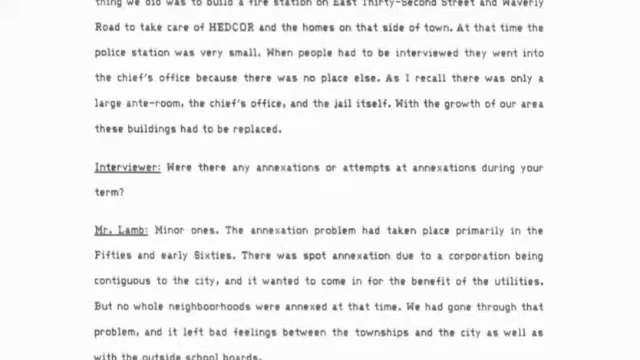 thing we did was to build a fire station on East Thirty-Second Street and Waverly
Road to take care of HEDCOR and the homes on that side of town. At that time the
police station was very small. When people had to be interviewed they went into
the chief's office because there was no place else. As I recall there was only a
large ante-room, the chief's office, and the jail itself. With the growth of our area
these buildings had to be replaced.
Interviewer: Were there any annexations or attempts at annexations during your
term?
Mr. Lamb: Minor ones. The annexation problem had taken place primarily in the
Fifties and early Sixties. There was spot annexation due to a corporation being
contiguous to the city, and it wanted to come in for the benefit of the utilities.
But no whole neighboorhoods were annexed at that time. We had gone through that
problem, and it left bad feelings between the townships and the city as well as
with the outside school boards.